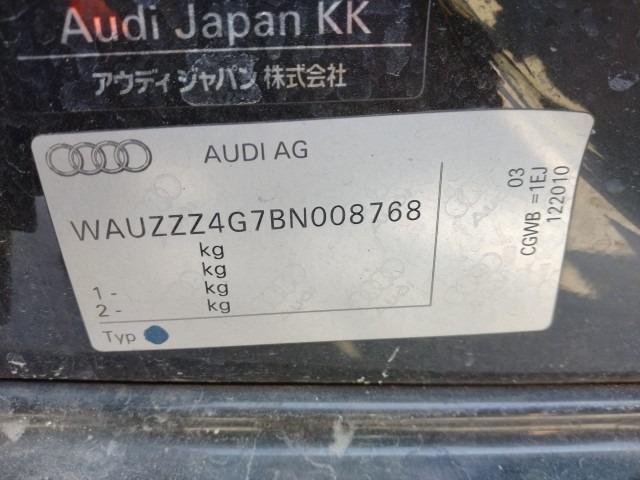 Audi Japan KK
アウディ ジャパン 株式会社
AUDI AG
WAUZZZ4G7BN008768
kg
kg
1 - kg
2 - kg
Typ
03
CGWB =1EJ
122010